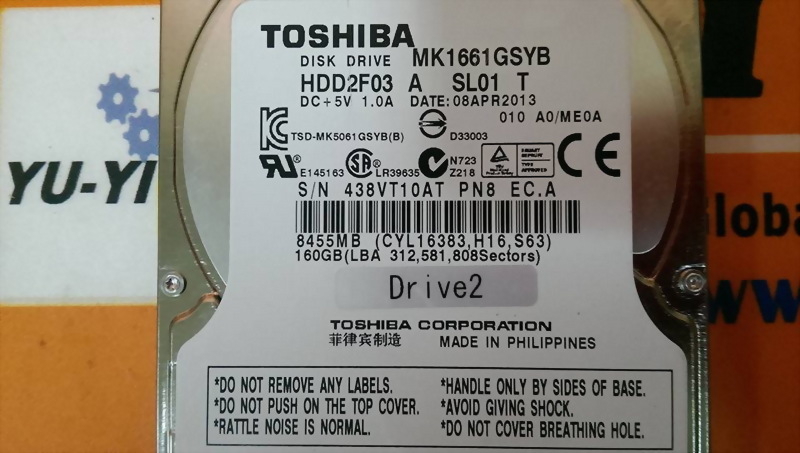 TOSHIBA
DISK DRIVE MK1661GSYB
HDD2F03 A SL01 T
DC+5V 1.0A DATE:08APR2013
010 A0/ME0A
TSD-MK5061GSYB(B) D33003
E145163 LR39635 N723
Z218
CE
S/N 438VT10AT PN8 EC.A
8455MB (CYL16383,H16,S63)
160GB(LBA 312,581,808Sectors)
Drive2
TOSHIBA CORPORATION
菲律宾制造 MADE IN PHILIPPINES
*DO NOT REMOVE ANY LABELS. *HANDLE ONLY BY SIDES OF BASE.
*DO NOT PUSH ON THE TOP COVER. *AVOID GIVING SHOCK.
*RATTLE NOISE IS NORMAL. *DO NOT COVER BREATHING HOLE.
YU-YI
Globa
www